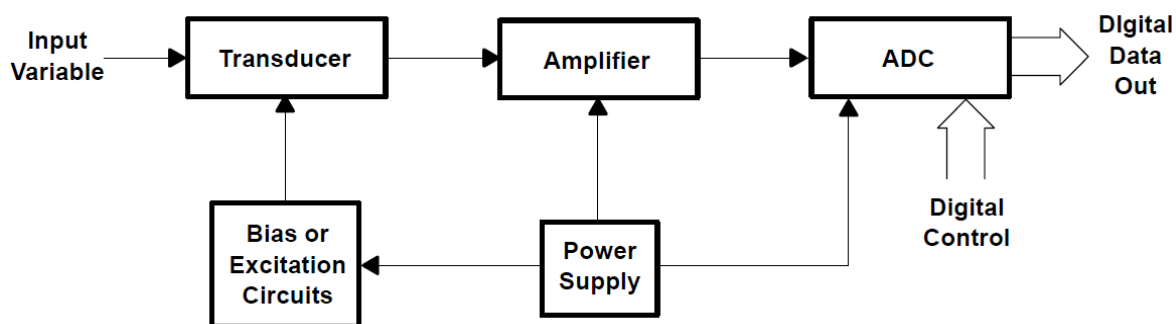 Input
Variable
Transducer
Amplifier
ADC
DIgital
Data
Out
Bias or
Excitation
Circuits
Power
Supply
Digital
Control